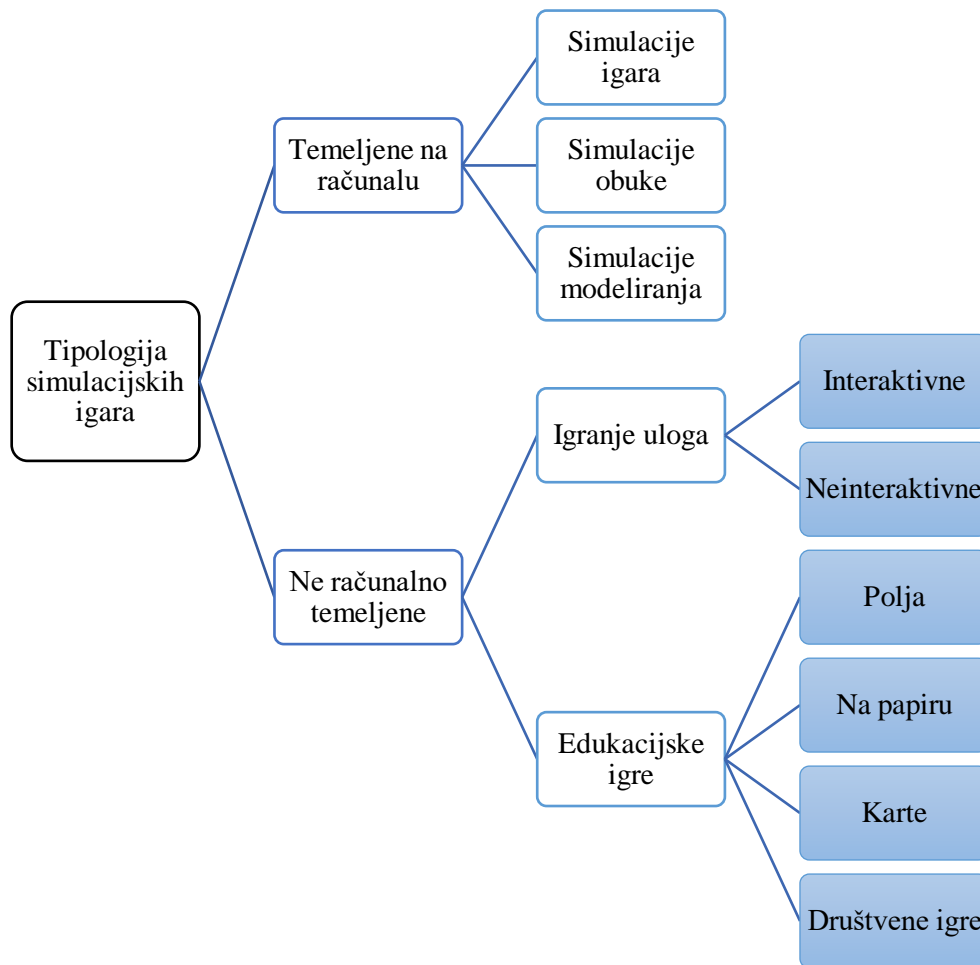 Simulacije
igara
Temeljene na
računalu
Simulacije
obuke
Simulacije
modeliranja
Tipologija
simulacijskih
igara
Interaktivne
Igranje uloga
Neinteraktivne
Ne računalno
temeljene
Polja
Na papiru
Edukacijske
igre
Karte
Društvene igre